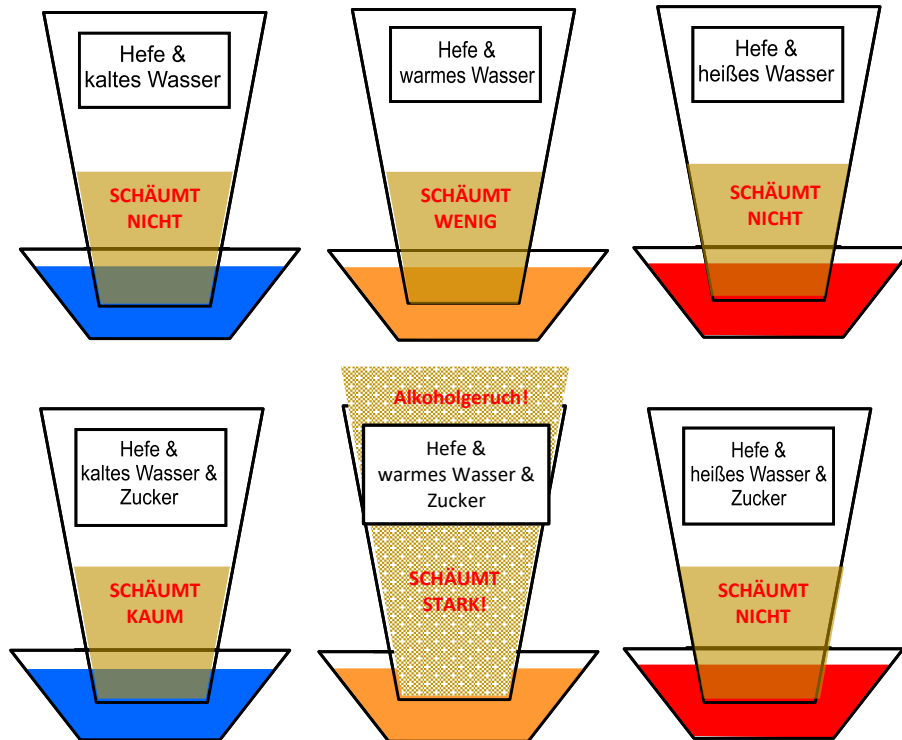 Hefe &
kaltes Wasser
SCHÄUMT
NICHT
Hefe &
warmes Wasser
SCHÄUMT
WENIG
Hefe &
heißes Wasser
SCHÄUMT
NICHT
Hefe &
kaltes Wasser &
Zucker
SCHÄUMT
KAUM
Alkoholgeruch!
Hefe &
warmes Wasser &
Zucker
SCHÄUMT
STARK!
Hefe &
heißes Wasser &
Zucker
SCHÄUMT
NICHT